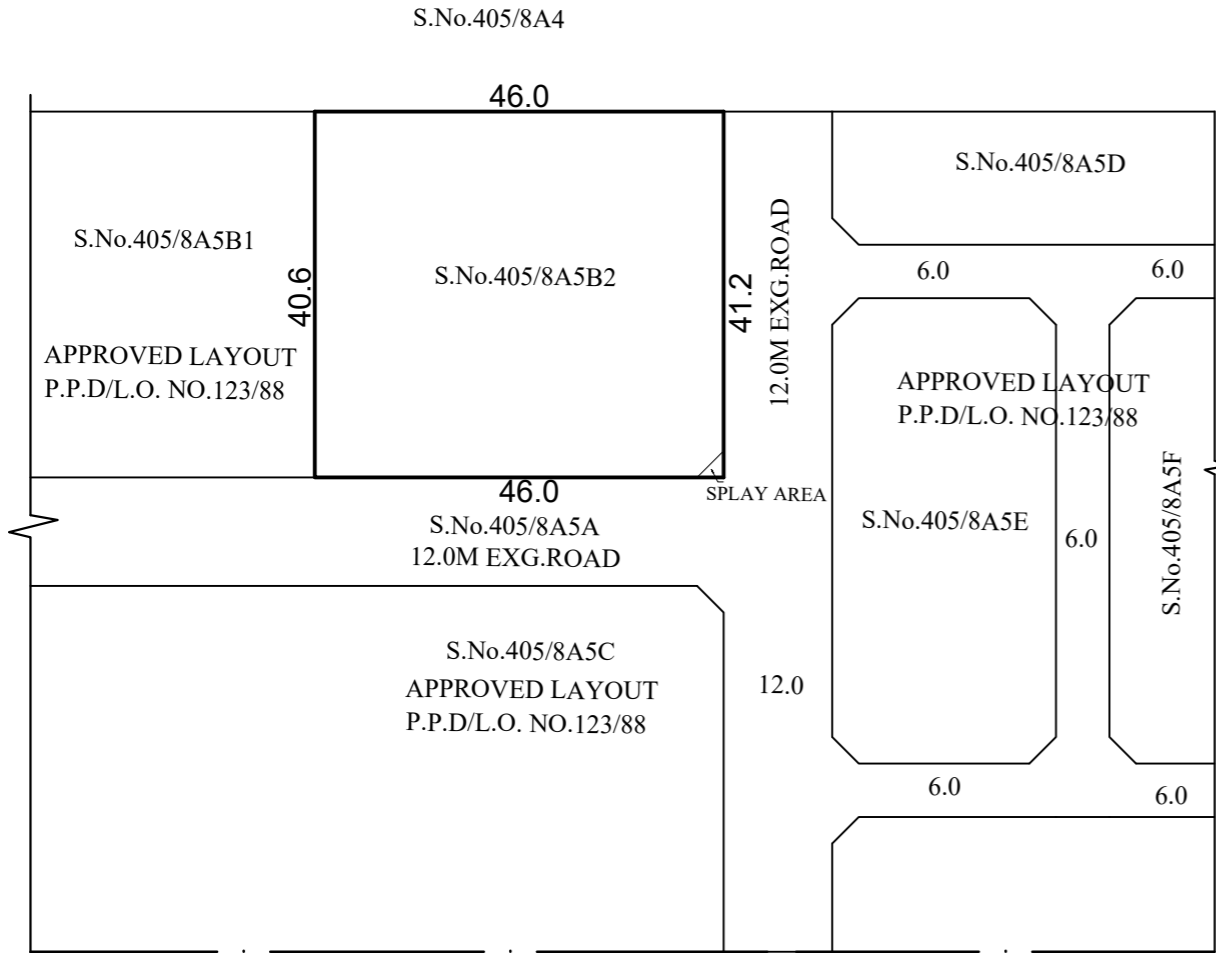 S.No.405/8A4
46.0
S.No.405/8A5D
S.No.405/8A5B1
S.No.405/8A5B2
40.6
41.2
12.0M EXG.ROAD
6.0
6.0
APPROVED LAYOUT
P.P.D/L.O. NO.123/88
APPROVED LAYOUT
P.P.D/L.O. NO.123/88
46.0
SPLAY AREA
S.No.405/8A5A
12.0M EXG.ROAD
S.No.405/8A5E
6.0
S.No.405/8A5F
S.No.405/8A5C
APPROVED LAYOUT
P.P.D/L.O. NO.123/88
12.0
6.0
6.0